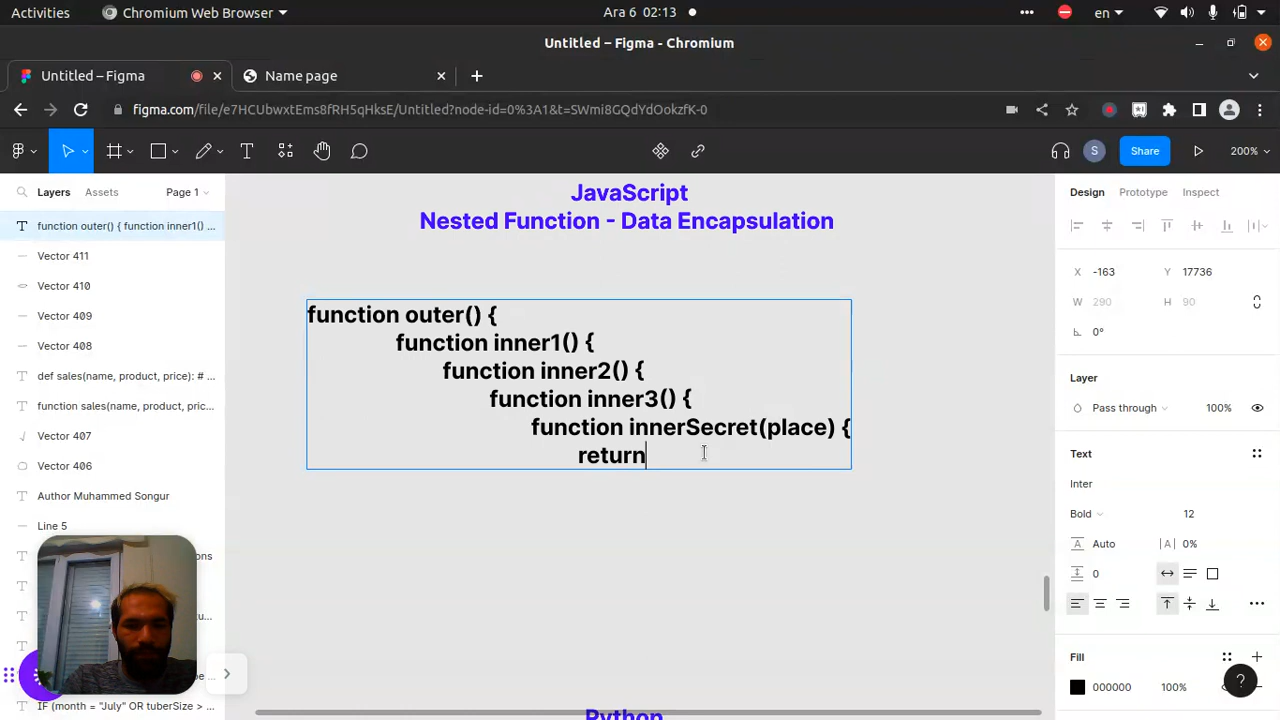 Activities
Chromium Web Browser
Ara 6 02:13
en
Untitled – Figma - Chromium
Untitled – Figma
Name page
figma.com/file/e7HCUbwxtEms8fRH5qHksE/Untitled?node-id=0%3A1&t=SWmi8GQdYdOokzfK-0
S
Share
200%
Layers
Assets
Page 1
Design
Prototype
Inspect
JavaScript
Nested Function - Data Encapsulation
function outer() { function inner1() ...
Vector 411
Vector 410
Vector 409
Vector 408
def sales(name, product, price): # ...
function sales(name, product, pric...
Vector 407
Vector 406
Author Muhammed Songur
Line 5
IF (month = "July" OR tuberSize > ...
function outer() {
function inner1() {
function inner2() {
function inner3() {
function innerSecret(place) {
return
Python
X -163 Y 17736
W 290 H 90
0°
Layer
Pass through 100%
Text
Inter
Bold 12
A Auto |A| 0%
0
Fill
000000 100%
?